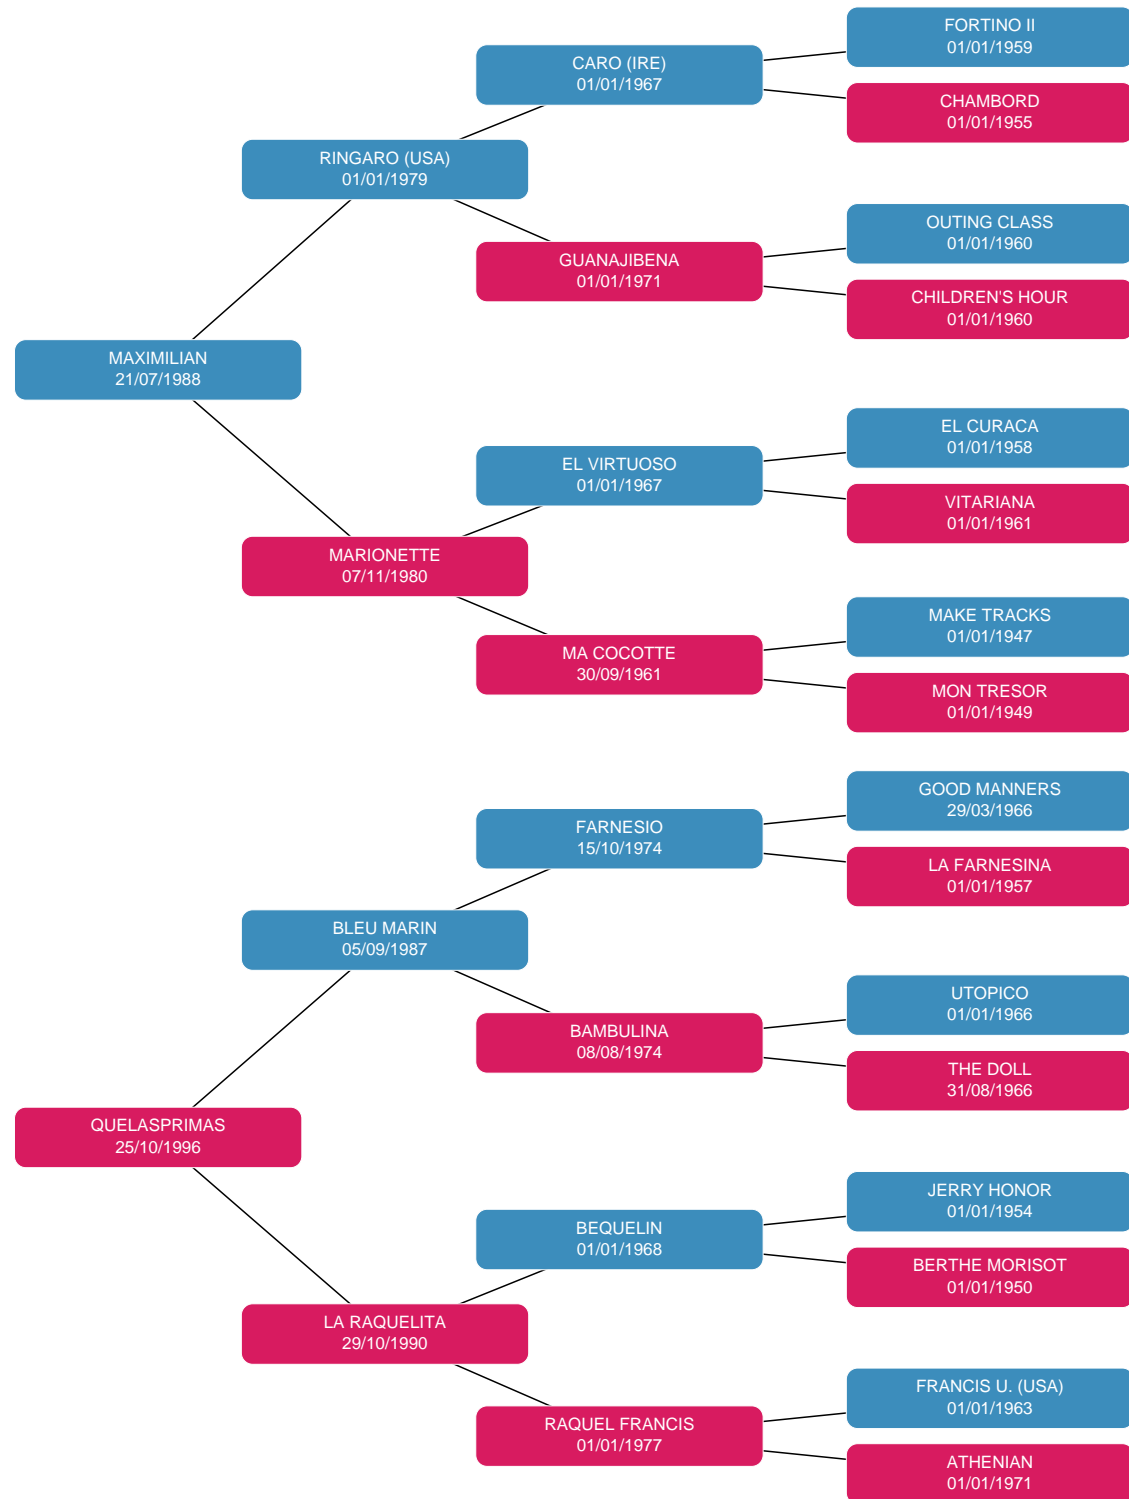 FORTINO II
01/01/1959
CARO (IRE)
01/01/1967
CHAMBORD
01/01/1955
RINGARO (USA)
01/01/1979
OUTING CLASS
01/01/1960
GUANAJIBENA
01/01/1971
CHILDREN'S HOUR
01/01/1960
MAXIMILIAN
21/07/1988
EL CURACA
01/01/1958
EL VIRTUOSO
01/01/1967
VITARIANA
01/01/1961
MARIONETTE
07/11/1980
MAKE TRACKS
01/01/1947
MA COCOTTE
30/09/1961
MON TRESOR
01/01/1949
GOOD MANNERS
29/03/1966
FARNESIO
15/10/1974
LA FARNESINA
01/01/1957
BLEU MARIN
05/09/1987
UTOPICO
01/01/1966
BAMBULINA
08/08/1974
THE DOLL
31/08/1966
QUELASPRIMAS
25/10/1996
JERRY HONOR
01/01/1954
BEQUELIN
01/01/1968
BERTHE MORISOT
01/01/1950
LA RAQUELITA
29/10/1990
FRANCIS U. (USA)
01/01/1963
RAQUEL FRANCIS
01/01/1977
ATHENIAN
01/01/1971